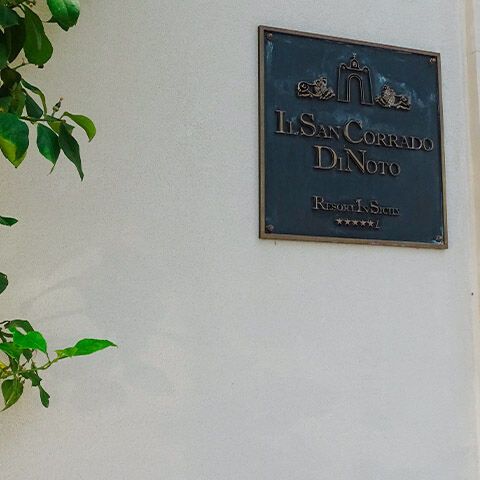 IL SAN CORRADO
DI NOTO
RESORT IN SICILY
★★★★★L